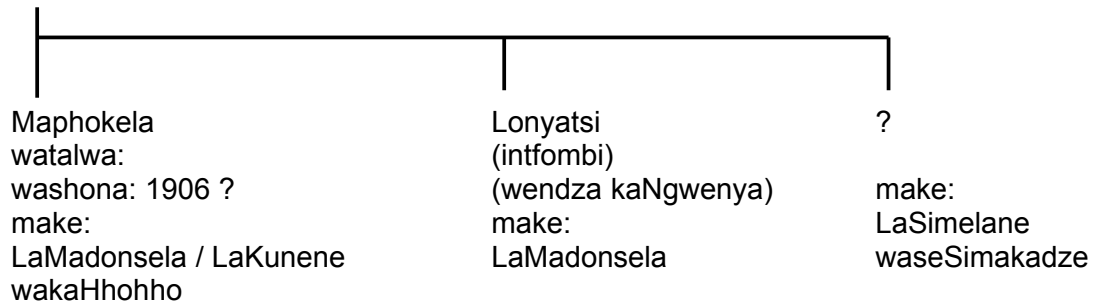 Maphokela
watalwa:
washona: 1906 ?
make:
LaMadonsela / LaKunene
wakaHhohho
Lonyatsi
(intfombi)
(wendza kaNgwenya)
make:
LaMadonsela
?
make:
LaSimelane
waseSimakadze